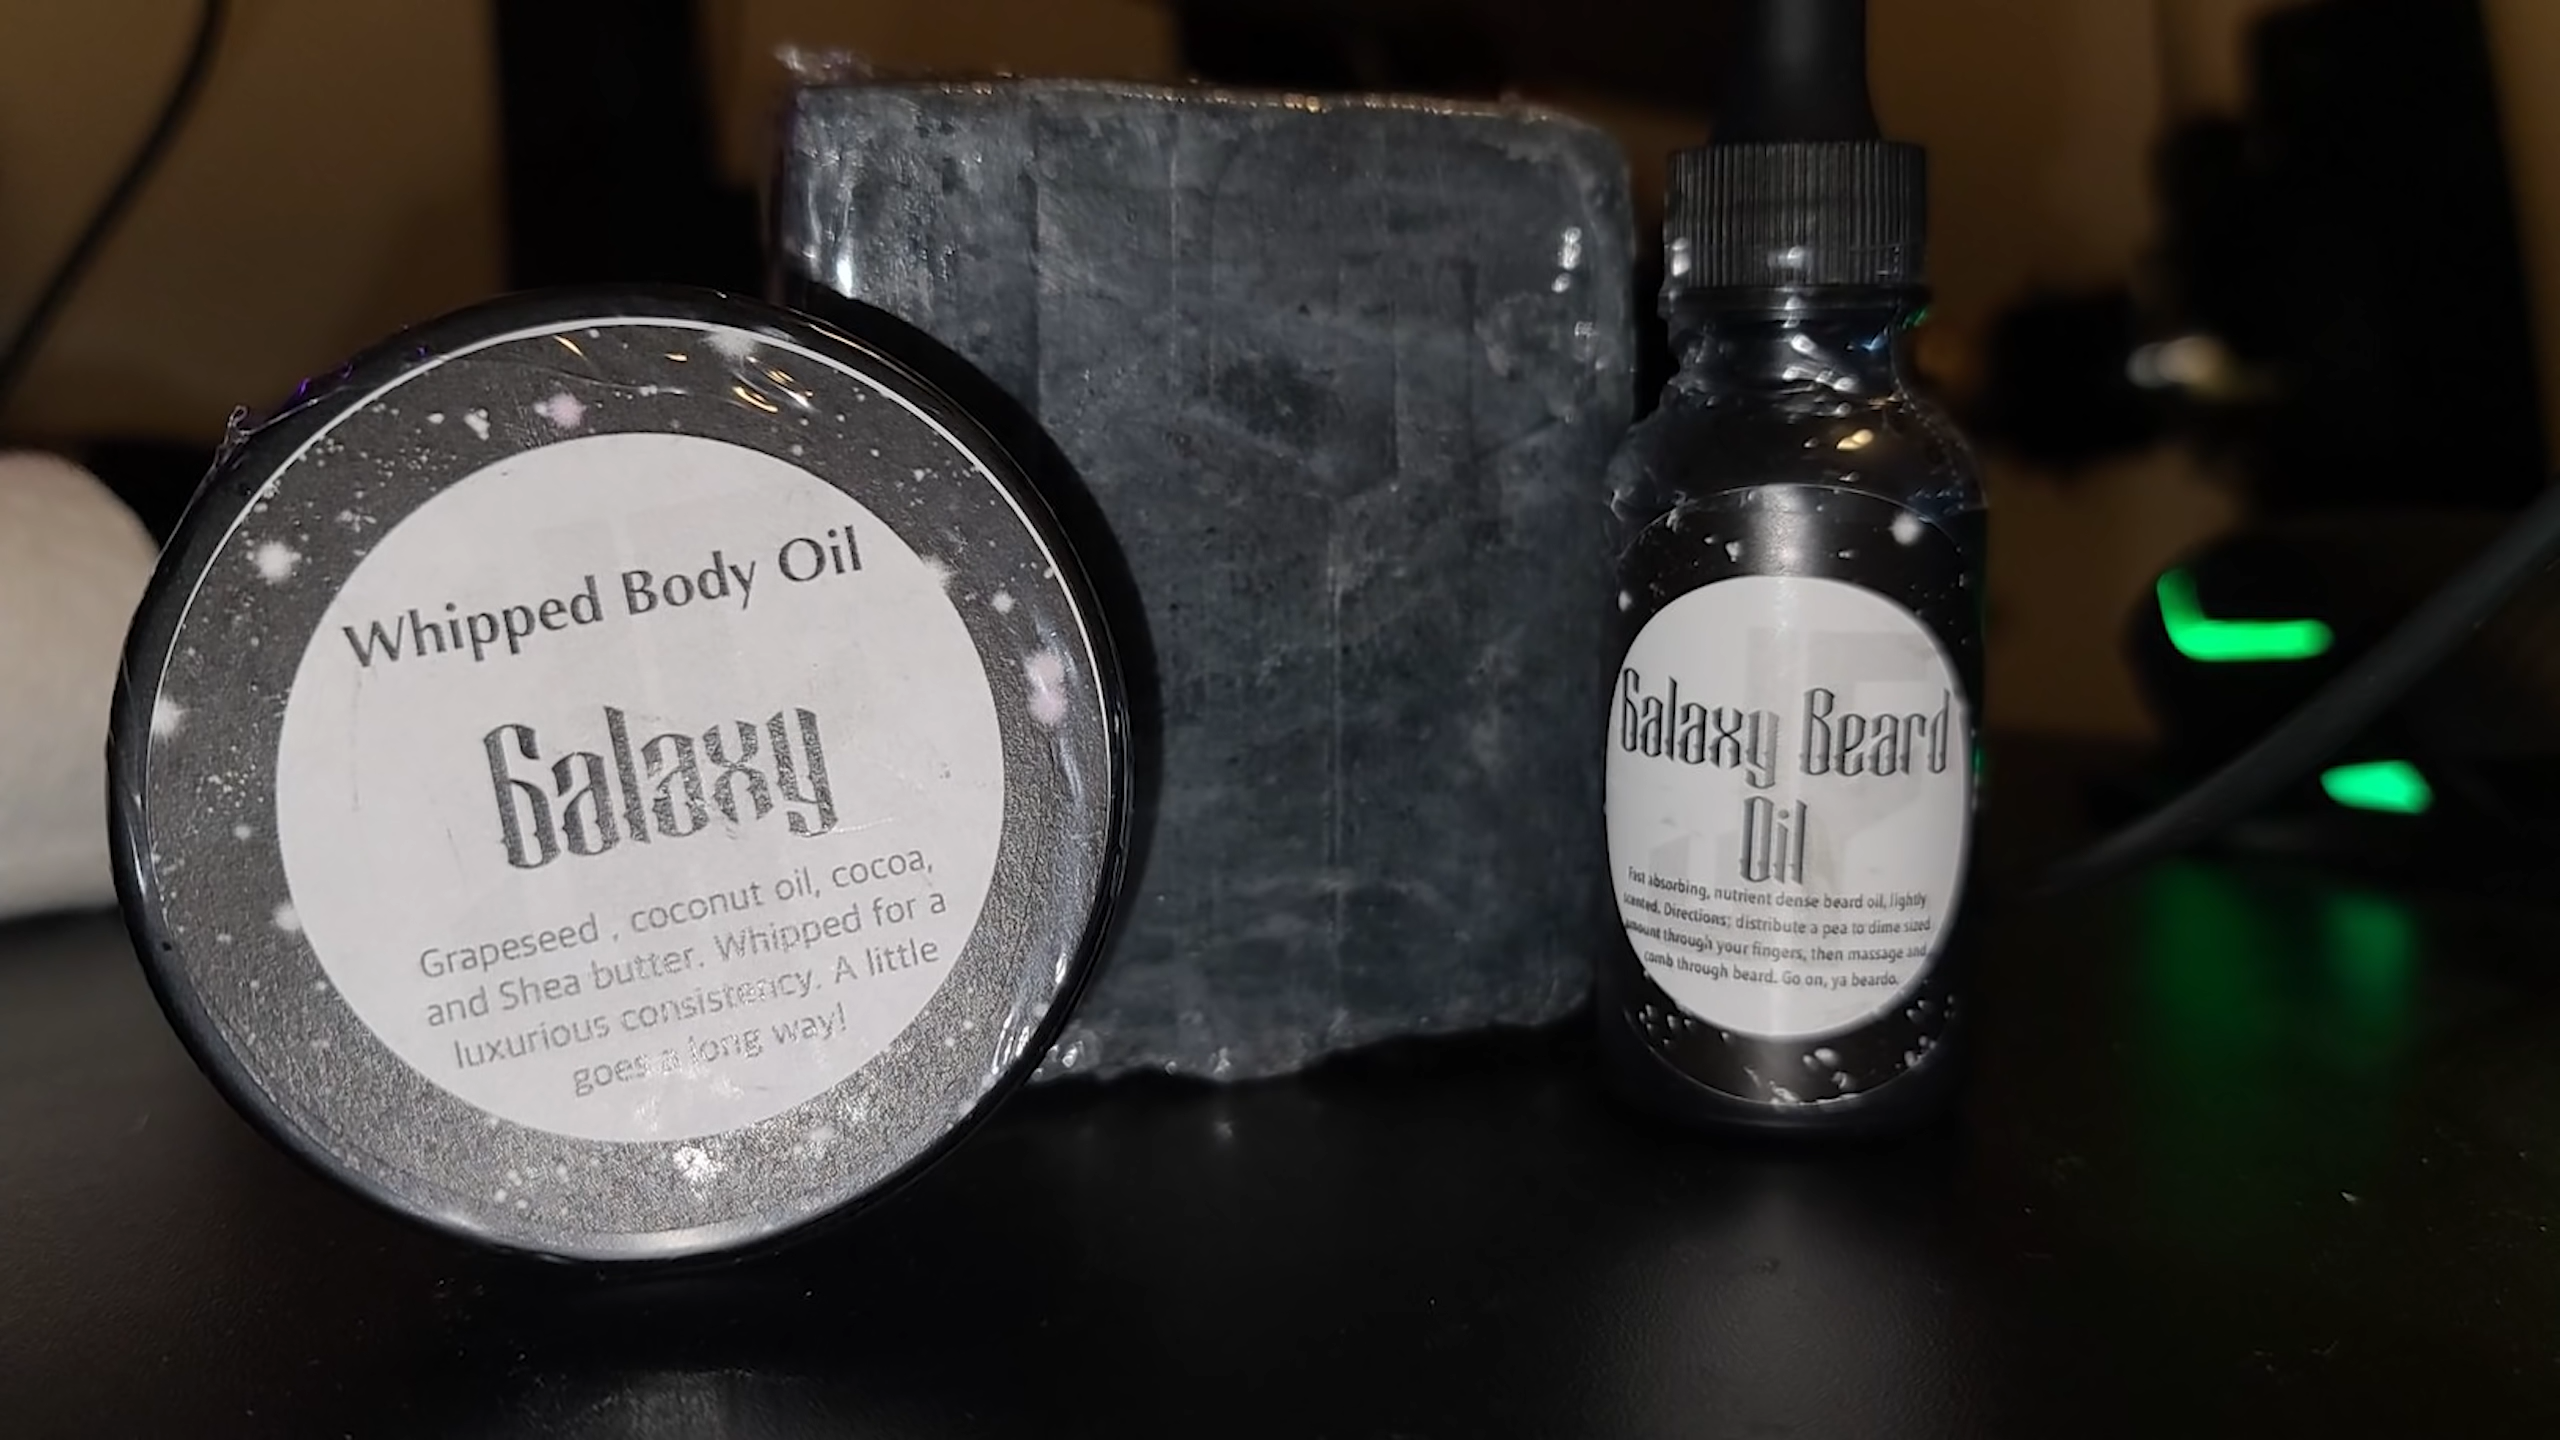 Whipped Body Oil
Galaxy
Grapeseed , coconut oil, cocoa,
and Shea butter. Whipped for a
luxurious consistency. A little
goes a long way!
Galaxy Beard
Oil
Fast absorbing, nutrient dense beard oil, lightly
scented. Directions; distribute a pea to dime sized
amount through your fingers, then massage and
comb through beard. Go on, ya beardo.